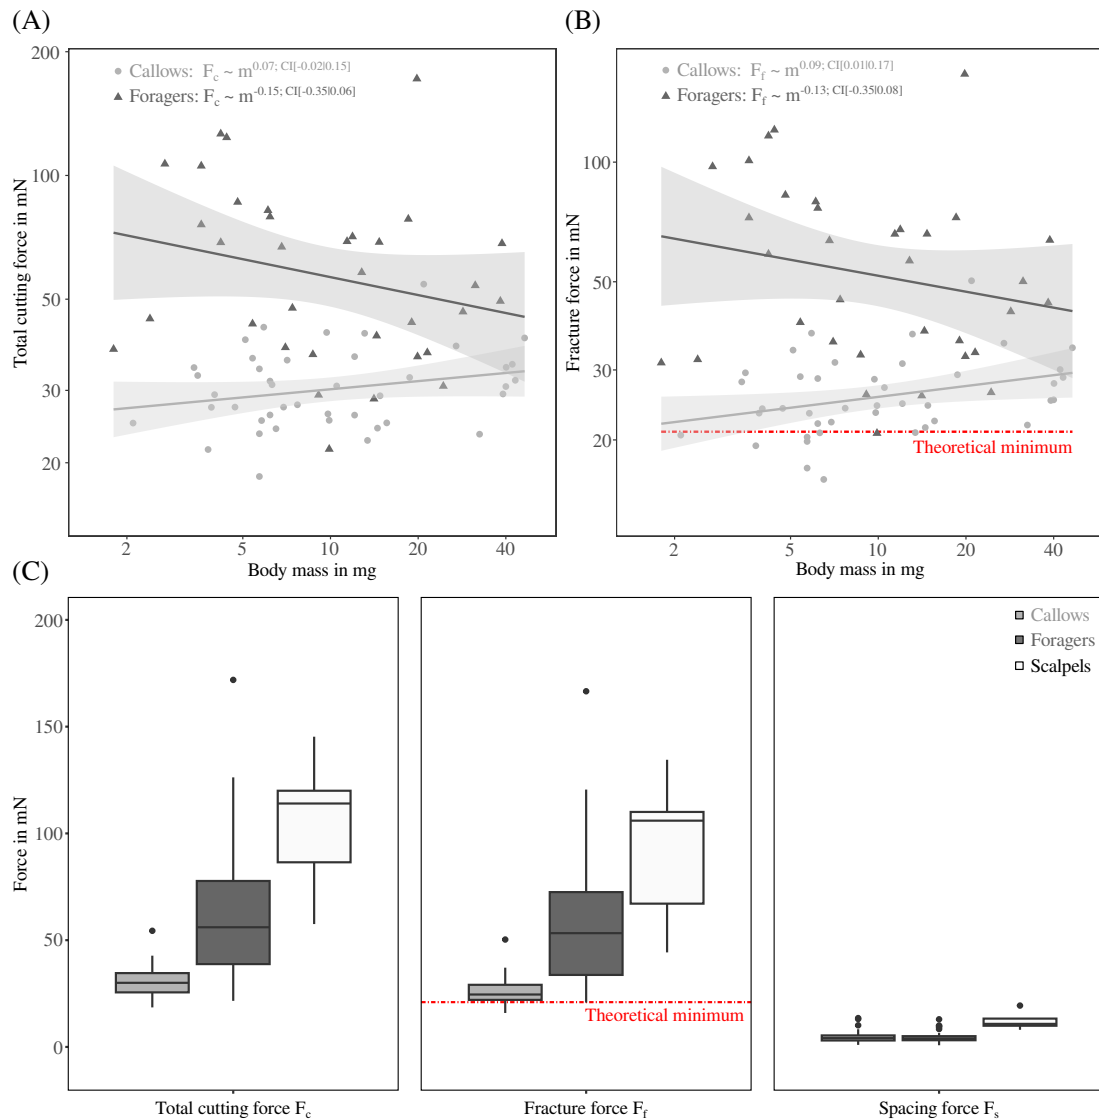 (A)
200
100
50
30
20
Total cutting force in mN
Callows: F_c ~ m^0.07; CI[-0.02|0.15]
Foragers: F_c ~ m^-0.15; CI[-0.35|0.06]
2 5 10 20 40
Body mass in mg
(B)
100
50
30
20
Fracture force in mN
Callows: F_f ~ m^0.09; CI[0.01|0.17]
Foragers: F_f ~ m^-0.13; CI[-0.35|0.08]
Theoretical minimum
2 5 10 20 40
Body mass in mg
(C)
200
150
100
50
0
Force in mN
Callows
Foragers
Scalpels
Theoretical minimum
Total cutting force F_c
Fracture force F_f
Spacing force F_s